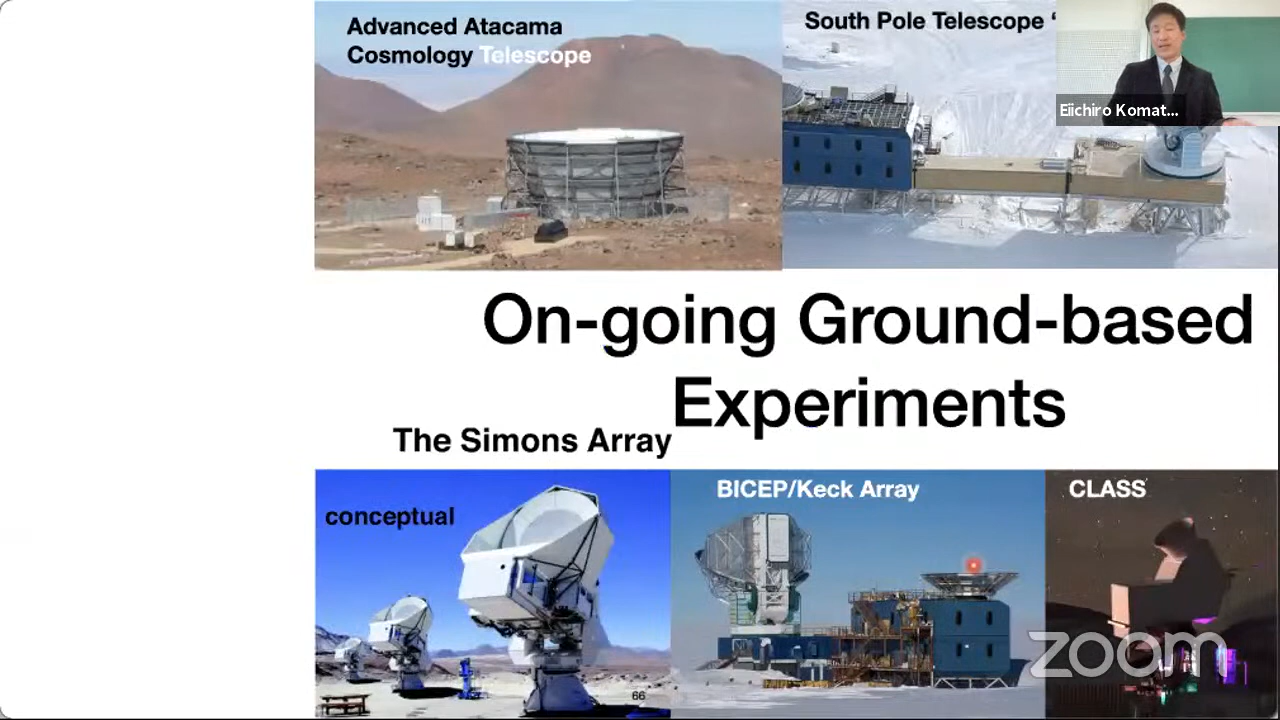 Advanced Atacama
Cosmology Telescope
South Pole Telescope ‘
Eiichiro Komat...
On-going Ground-based
Experiments
The Simons Array
conceptual
BICEP/Keck Array
CLASS
66
zoom